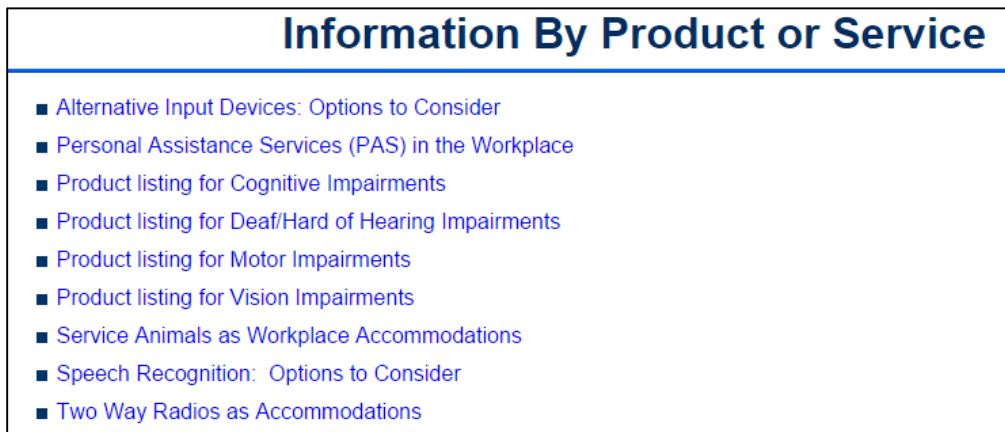 Information By Product or Service
■ Alternative Input Devices: Options to Consider
■ Personal Assistance Services (PAS) in the Workplace
■ Product listing for Cognitive Impairments
■ Product listing for Deaf/Hard of Hearing Impairments
■ Product listing for Motor Impairments
■ Product listing for Vision Impairments
■ Service Animals as Workplace Accommodations
■ Speech Recognition:  Options to Consider
■ Two Way Radios as Accommodations